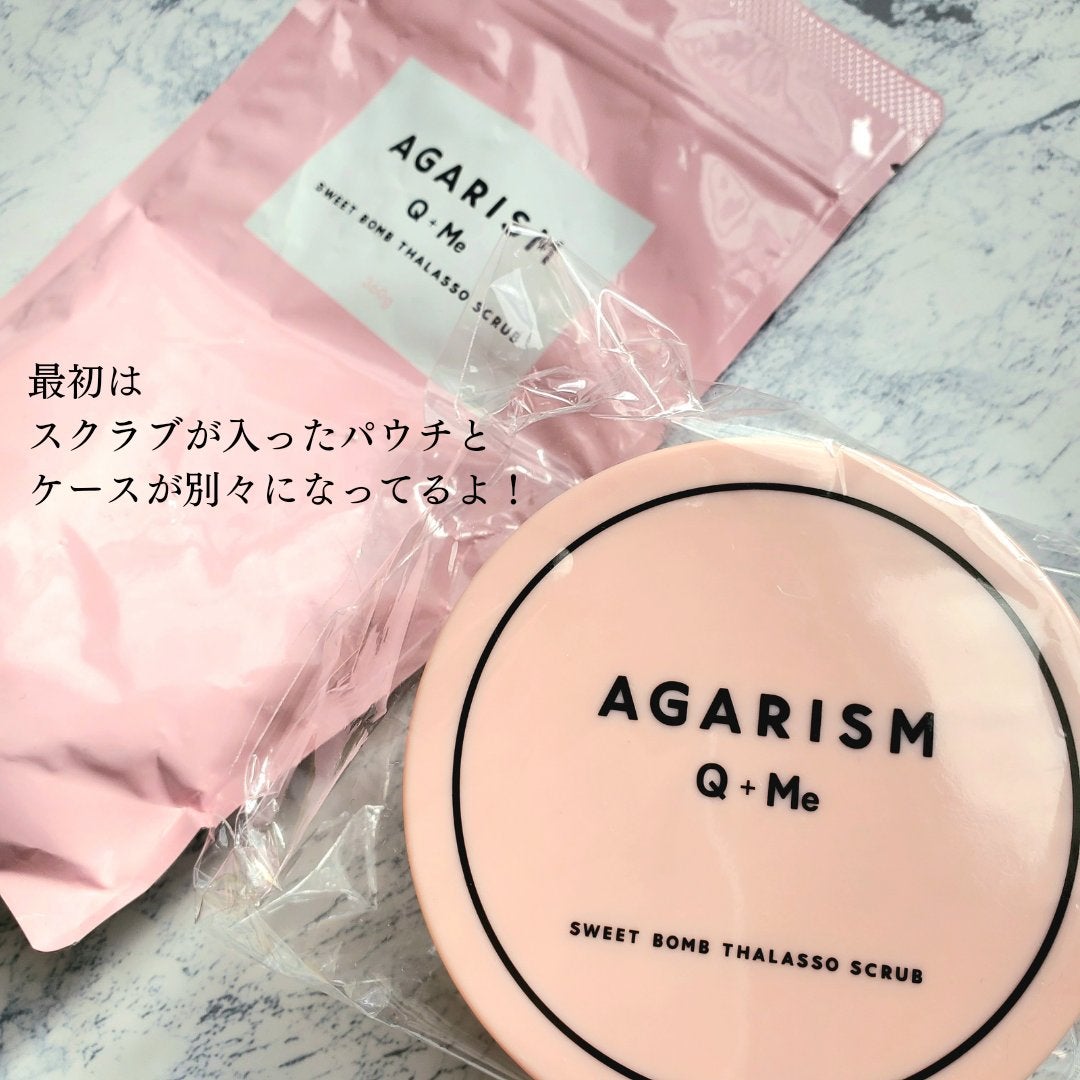 AGARISM
Q + Me
SWEET BOMB THALASSO SCRUB
360g
最初は
スクラブが入ったパウチと
ケースが別々になってるよ！
AGARISM
Q + Me
SWEET BOMB THALASSO SCRUB